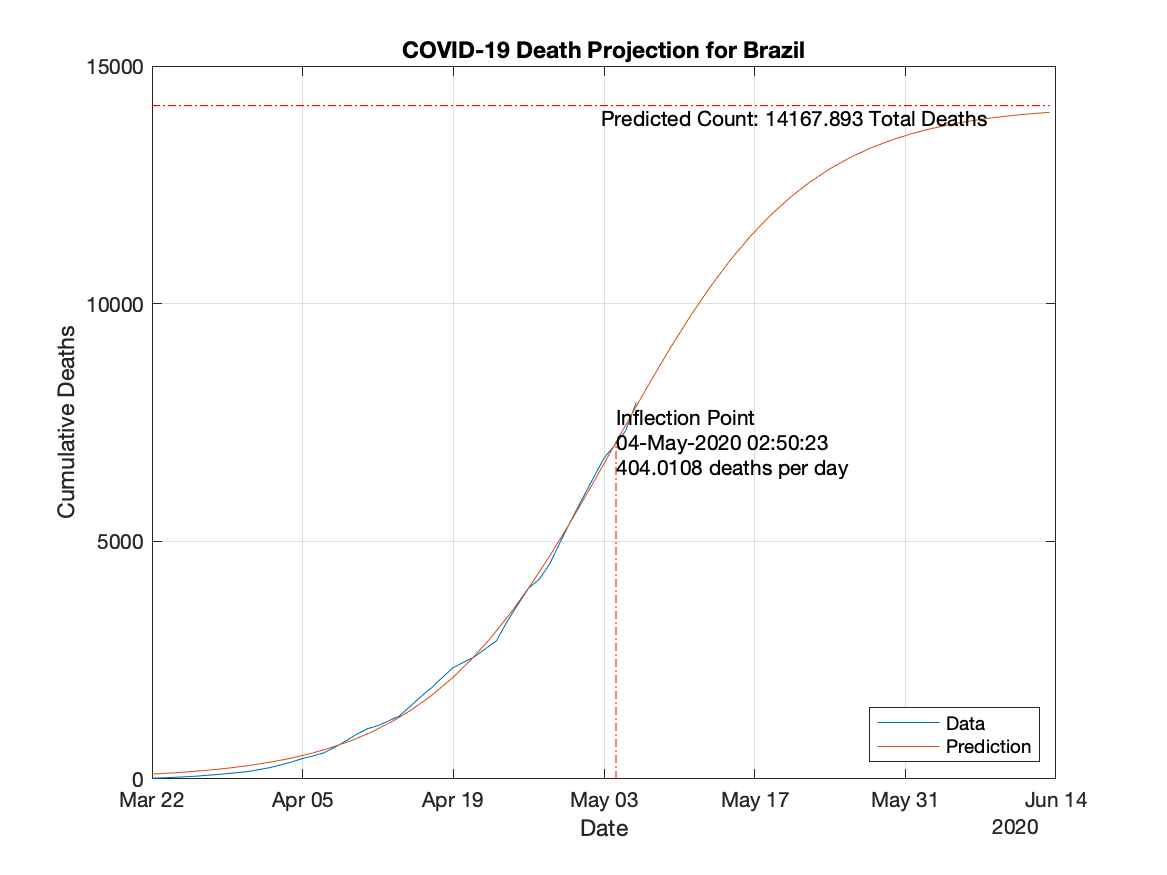 COVID-19 Death Projection for Brazil
15000
Predicted Count: 14167.893 Total Deaths
10000
Cumulative Deaths
Inflection Point
04-May-2020 02:50:23
404.0108 deaths per day
5000
Data
Prediction
0
Mar 22 Apr 05 Apr 19 May 03 May 17 May 31 Jun 14
Date
2020